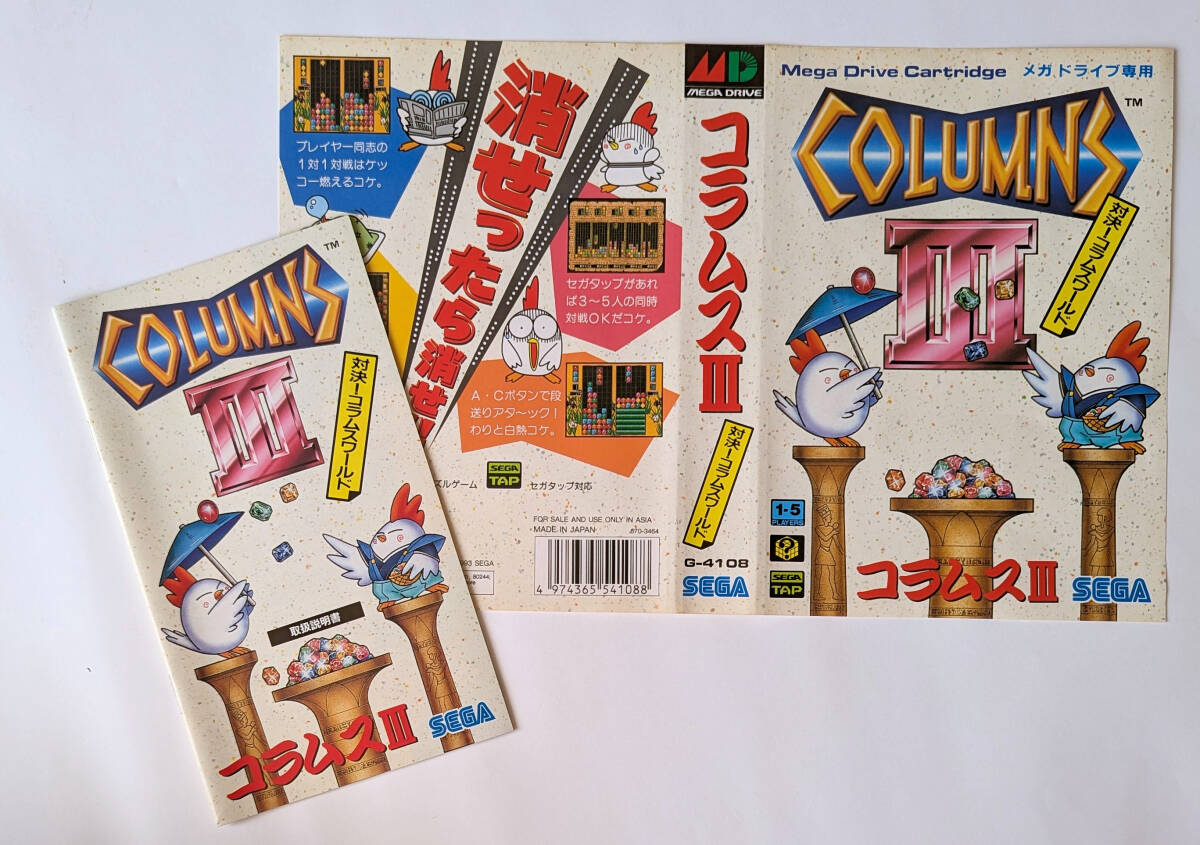 プレイヤー同志の
1対1対戦はケッ
コー燃えるコケ。
消せったら消せ
セガタップがあれ
ば3〜5人の同時
対戦OKだコケ。
A・Cボタンで段
送りアタ〜ック!
わりと白熱コケ。
ズルゲーム
SEGA
TAP
セガタップ対応
FOR SALE AND USE ONLY IN ASIA
MADE IN JAPAN
670-3464
93 SEGA
80244;
4 974365 541088
MD
MEGA DRIVE
コラムスIII
対決!コラムスワールド
G-4108
SEGA
Mega Drive Cartridge メガドライブ専用
COLUMNS TM
III
対決!コラムスワールド
1-5
PLAYERS
SEGA
TAP
コラムスIII
SEGA
TM
COLUMNS
III
対決!コラムスワールド
取扱説明書
コラムスIII
SEGA